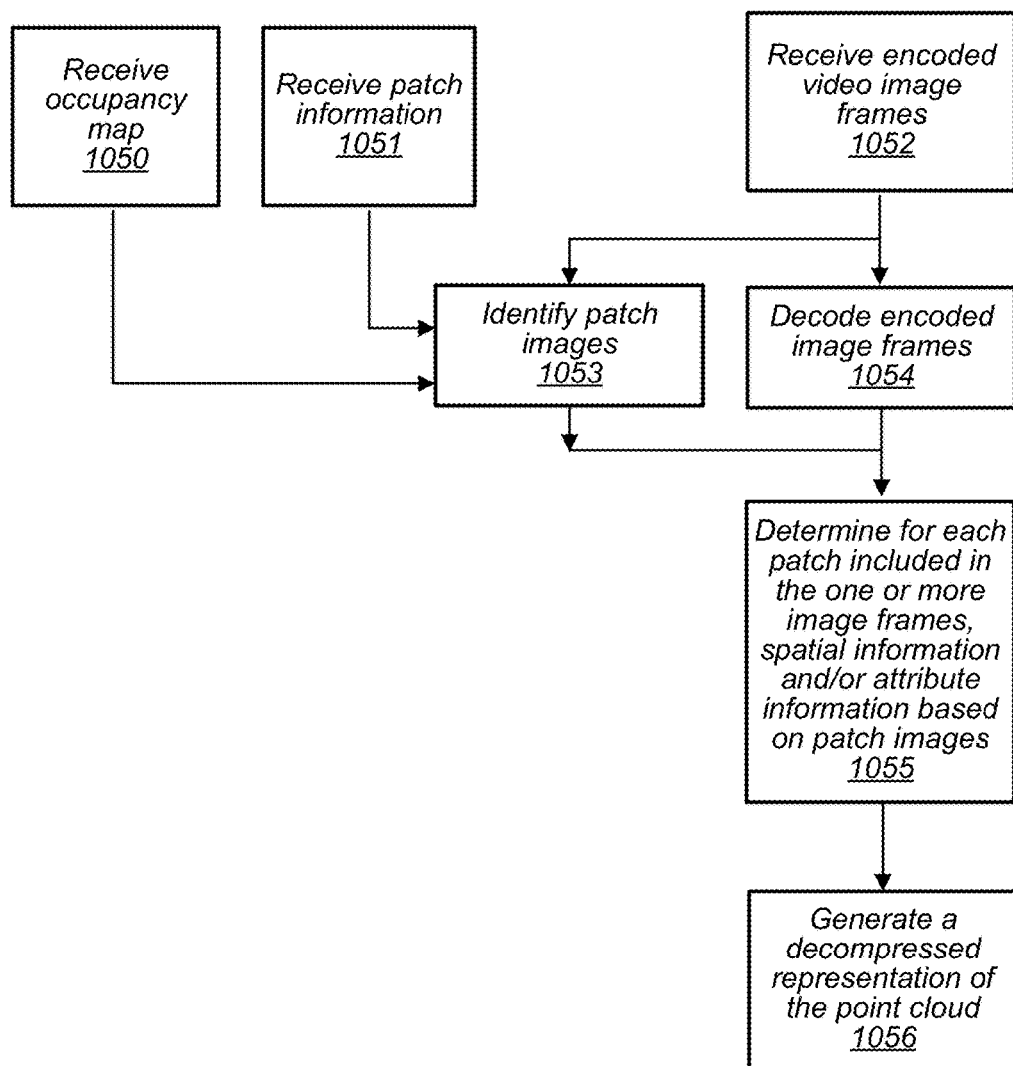 Receive
occupancy
map
1050
Receive patch
information
1051
Receive encoded
video image
frames
1052
Identify patch
images
1053
Decode encoded
image frames
1054
Determine for each
patch included in
the one or more
image frames,
spatial information
and/or attribute
information based
on patch images
1055
Generate a
decompressed
representation of
the point cloud
1056